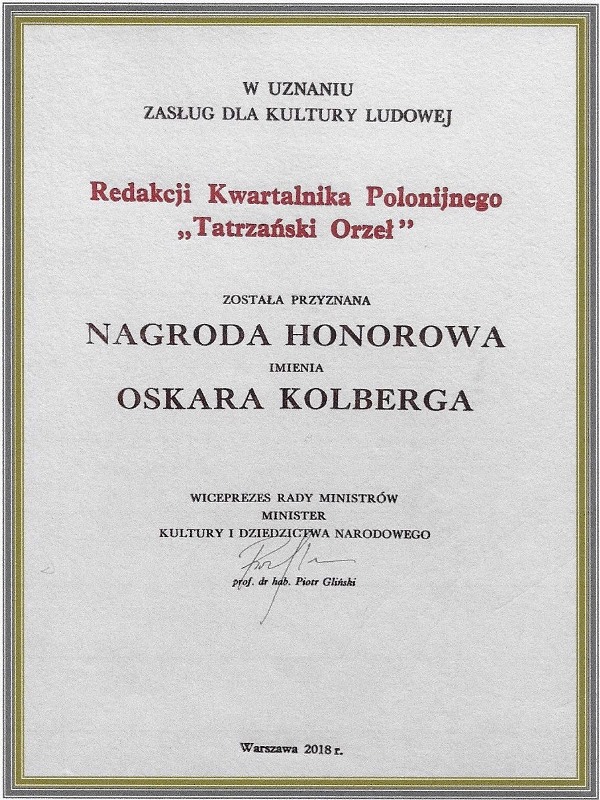 W UZNANIU
ZASŁUG DLA KULTURY LUDOWEJ
Redakcji Kwartalnika Polonijnego
„Tatrzański Orzeł”
ZOSTAŁA PRZYZNANA
NAGRODA HONOROWA
IMIENIA
OSKARA KOLBERGA
WICEPREZES RADY MINISTRÓW
MINISTER
KULTURY I DZIEDZICTWA NARODOWEGO
prof. dr hab. Piotr Gliński
Warszawa 2018 r.